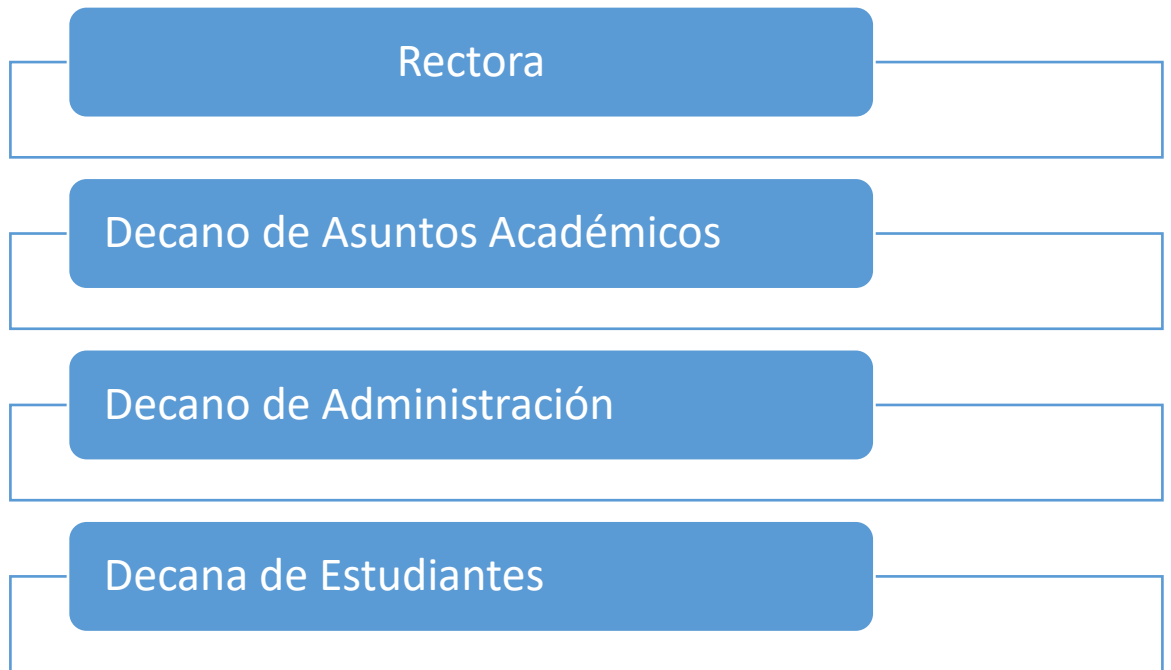 Rectora
Decano de Asuntos Académicos
Decano de Administración
Decana de Estudiantes